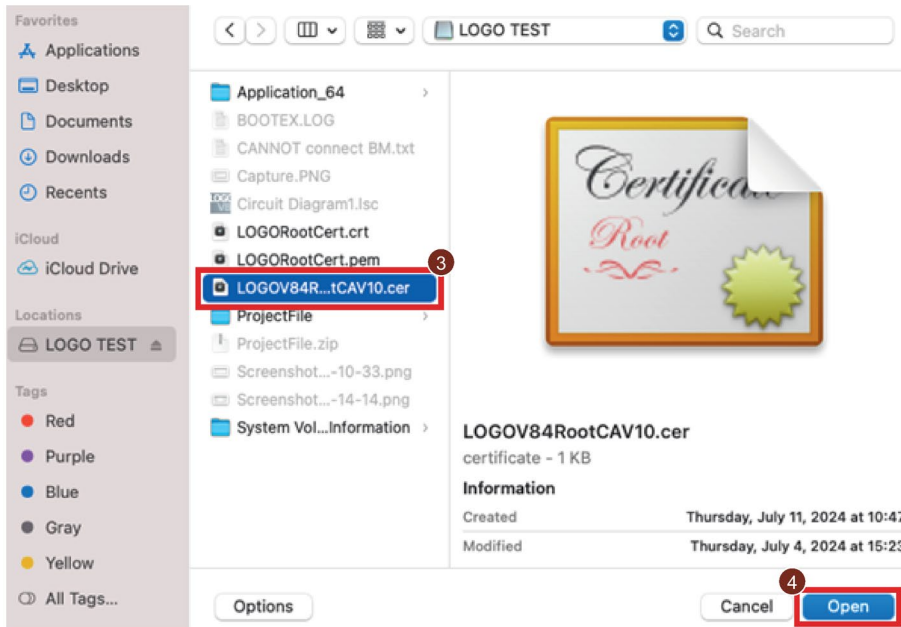 Favorites
Applications
Desktop
Documents
Downloads
Recents
iCloud
iCloud Drive
Locations
LOGO TEST
Tags
Red
Purple
Blue
Gray
Yellow
All Tags...
LOGO TEST
Search
Application_64
BOOTEX.LOG
CANNOT connect BM.txt
Capture.PNG
Circuit Diagram1.lsc
LOGORootCert.crt
LOGORootCert.pem
3
LOGOV84R...tCAV10.cer
ProjectFile
ProjectFile.zip
Screenshot...-10-33.png
Screenshot...-14-14.png
System Vol...Information
Certificate
Root
LOGOV84RootCAV10.cer
certificate - 1 KB
Information
Created Thursday, July 11, 2024 at 10:47
Modified Thursday, July 4, 2024 at 15:23
4
Options Cancel Open